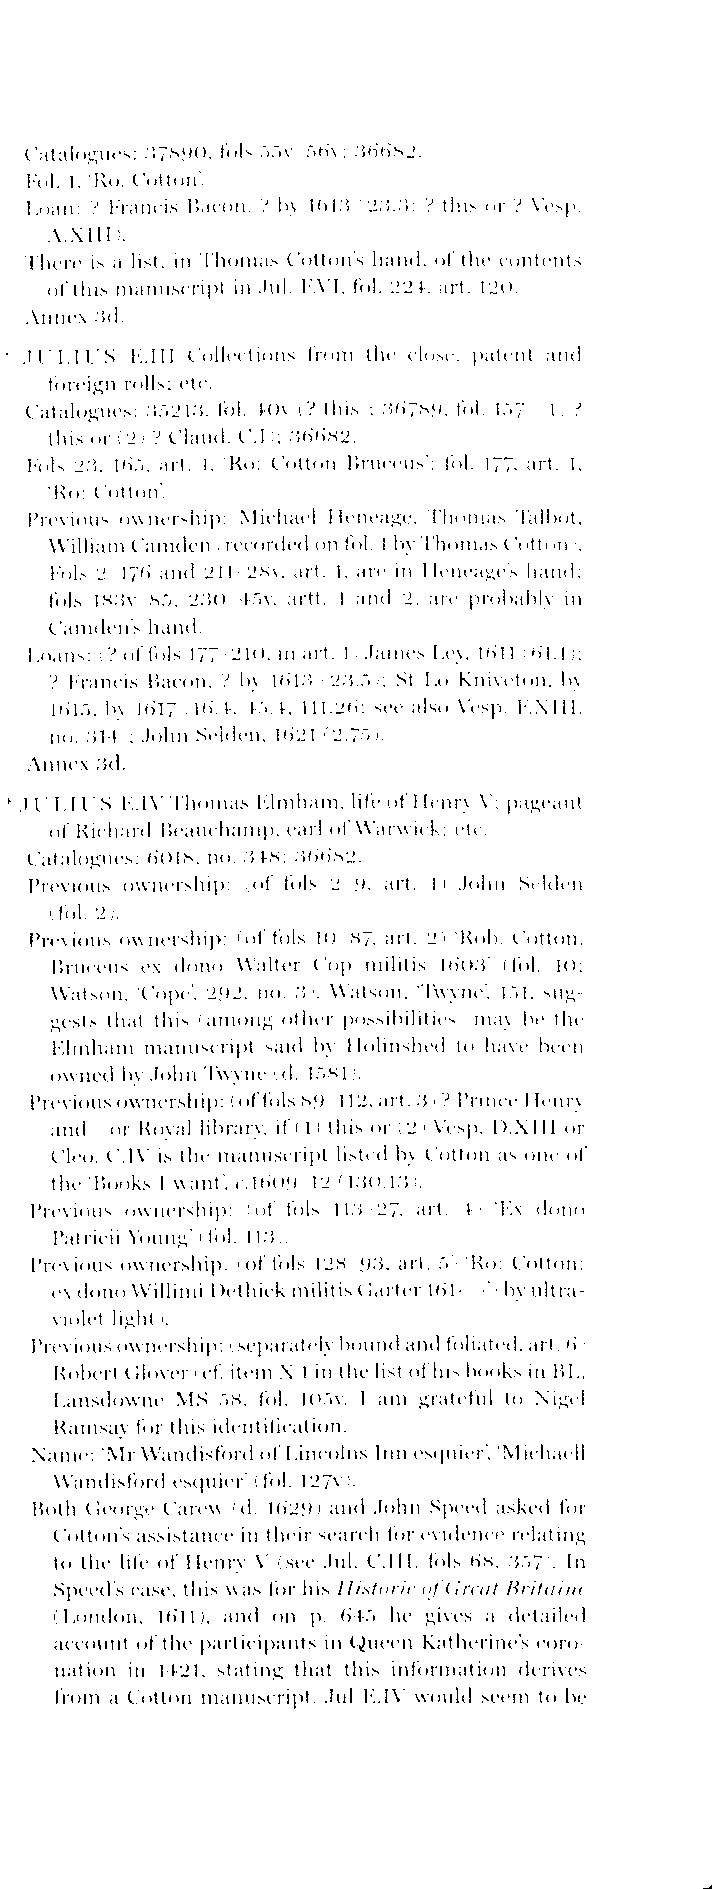 Catalogues: 37890, fols 55v–56v; 36682.
Fol. 1, 'Ro. Cotton'.
Loan: ? Francis Bacon, ? by 1613 (23.3: ? this or ? Vesp.
A.XIII).
There is a list, in Thomas Cotton's hand, of the contents
of this manuscript in Jul. F.VI, fol. 224, art. 120.
Annex 3d.
* JULIUS E.III Collections from the close, patent and
foreign rolls; etc.
Catalogues: 35213, fol. 40v (? this); 36789, fol. 157 (1) ?
this or (2) ? Claud. C.I); 36682.
Fols 23, 165, art. 1, 'Ro: Cotton Bruceus'; fol. 177, art. 1,
'Ro: Cotton'.
Previous ownership: Michael Heneage, Thomas Talbot,
William Camden (recorded on fol. 1 by Thomas Cotton).
Fols 2–176 and 211–28v, art. 1, are in Heneage's hand;
fols 183v–85, 230–45v, artt. 1 and 2, are probably in
Camden's hand.
Loans: (? of fols 177–210, in art. 1) James Ley, 1611 (61.1);
? Francis Bacon, ? by 1613 (23.5); St Lo Kniveton, by
1615, by 1617 (16.4, 45.4, 111.26; see also Vesp. F.XIII,
no. 314); John Selden, 1621 (2.75).
Annex 3d.
* JULIUS E.IV Thomas Elmham, life of Henry V; pageant
of Richard Beauchamp, earl of Warwick; etc.
Catalogues: 6018, no. 348; 36682.
Previous ownership: (of fols 2–9, art. 1) John Selden
(fol. 2).
Previous ownership: (of fols 10–87, art. 2) 'Rob. Cotton.
Bruceus ex dono Walter Cop militis 1603' (fol. 10;
Watson, 'Cope', 292, no. 3). Watson, 'Twyne', 151, sug-
gests that this (among other possibilities) may be the
Elmham manuscript said by Holinshed to have been
owned by John Twyne (d. 1581).
Previous ownership: (of fols 89–112, art. 3) ? Prince Henry
and/or Royal library, if (1) this or (2) Vesp. D.XIII or
Cleo. C.IV is the manuscript listed by Cotton as one of
the 'Books I want', c.1609–12 (130.13).
Previous ownership: (of fols 113–27, art. 4) 'Ex dono
Patricii Young' (fol. 113).
Previous ownership: (of fols 128–93, art. 5) 'Ro: Cotton:
ex dono Willimi Dethick militis Garter 161 (by ultra-
violet light).
Previous ownership: (separately bound and foliated, art. 6)
Robert Glover (cf. item X 1 in the list of his books in BL,
Lansdowne MS 58, fol. 105v. I am grateful to Nigel
Ramsay for this identification.
Name: 'Mr Wandisford of Lincolns Inn esquier', 'Michaell
Wandisford esquier' (fol. 127v).
Both George Carew (d. 1629) and John Speed asked for
Cotton's assistance in their search for evidence relating
to the life of Henry V (see Jul. C.III, fols 68, 357). In
Speed's case, this was for his Historie of Great Britaine
(London, 1611), and on p. 645 he gives a detailed
account of the participants in Queen Katherine's coro-
nation in 1421, stating that this information derives
from a Cotton manuscript. Jul E.IV would seem to be